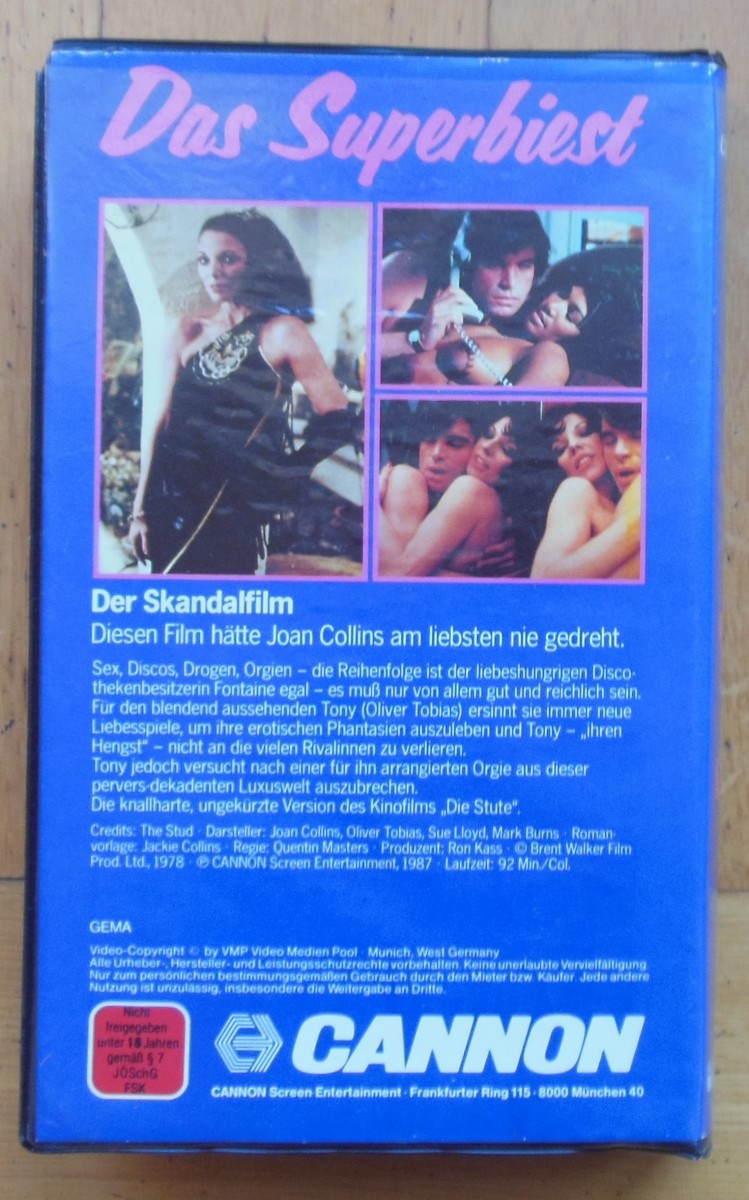 Das Superbiest
Der Skandalfilm
Diesen Film hätte Joan Collins am liebsten nie gedreht.
Sex, Discos, Drogen, Orgien – die Reihenfolge ist der liebeshungrigen Disco-
thekenbesitzerin Fontaine egal – es muß nur von allem gut und reichlich sein.
Für den blendend aussehenden Tony (Oliver Tobias) ersinnt sie immer neue
Liebesspiele, um ihre erotischen Phantasien auszuleben und Tony – „ihren
Hengst“ – nicht an die vielen Rivalinnen zu verlieren.
Tony jedoch versucht nach einer für ihn arrangierten Orgie aus dieser
pervers-dekadenten Luxuswelt auszubrechen.
Die knallharte, ungekürzte Version des Kinofilms „Die Stute“.
Credits: The Stud · Darsteller: Joan Collins, Oliver Tobias, Sue Lloyd, Mark Burns · Roman-
vorlage: Jackie Collins · Regie: Quentin Masters · Produzent: Ron Kass · © Brent Walker Film
Prod. Ltd., 1978 · ℗ CANNON Screen Entertainment, 1987 · Laufzeit: 92 Min./Col.
GEMA
Video-Copyright © by VMP Video Medien Pool · Munich, West Germany
Alle Urheber-, Hersteller- und Leistungsschutzrechte vorbehalten. Keine unerlaubte Vervielfältigung.
Nur zum persönlichen bestimmungsgemäßen Gebrauch durch den Mieter bzw. Käufer. Jede andere
Nutzung ist unzulässig, insbesondere die Weitergabe an Dritte.
Nicht
freigegeben
unter 18 Jahren
gemäß § 7
JÖSchG
FSK
CANNON
CANNON Screen Entertainment · Frankfurter Ring 115 · 8000 München 40